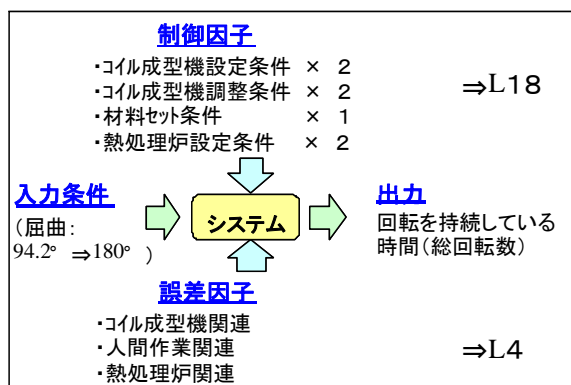 制御因子
・コイル成型機設定条件 × 2
・コイル成型機調整条件 × 2
・材料セット条件 × 1
・熱処理炉設定条件 × 2
⇒L18
入力条件
(屈曲:
94.2° ⇒180° )
システム
出力
回転を持続している
時間(総回転数)
誤差因子
・コイル成型機関連
・人間作業関連
・熱処理炉関連
⇒L4